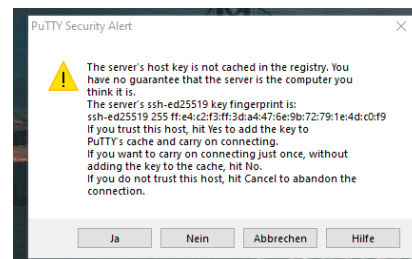 PuTTY Security Alert
The server's host key is not cached in the registry. You
have no guarantee that the server is the computer you
think it is.
The server's ssh-ed25519 key fingerprint is:
ssh-ed25519 255 ff:e4:c2:f3:ff:3d:a4:47:6e:9b:72:79:1e:4d:c0:f9
If you trust this host, hit Yes to add the key to
PuTTY's cache and carry on connecting.
If you want to carry on connecting just once, without
adding the key to the cache, hit No.
If you do not trust this host, hit Cancel to abandon the
connection.
Ja Nein Abbrechen Hilfe